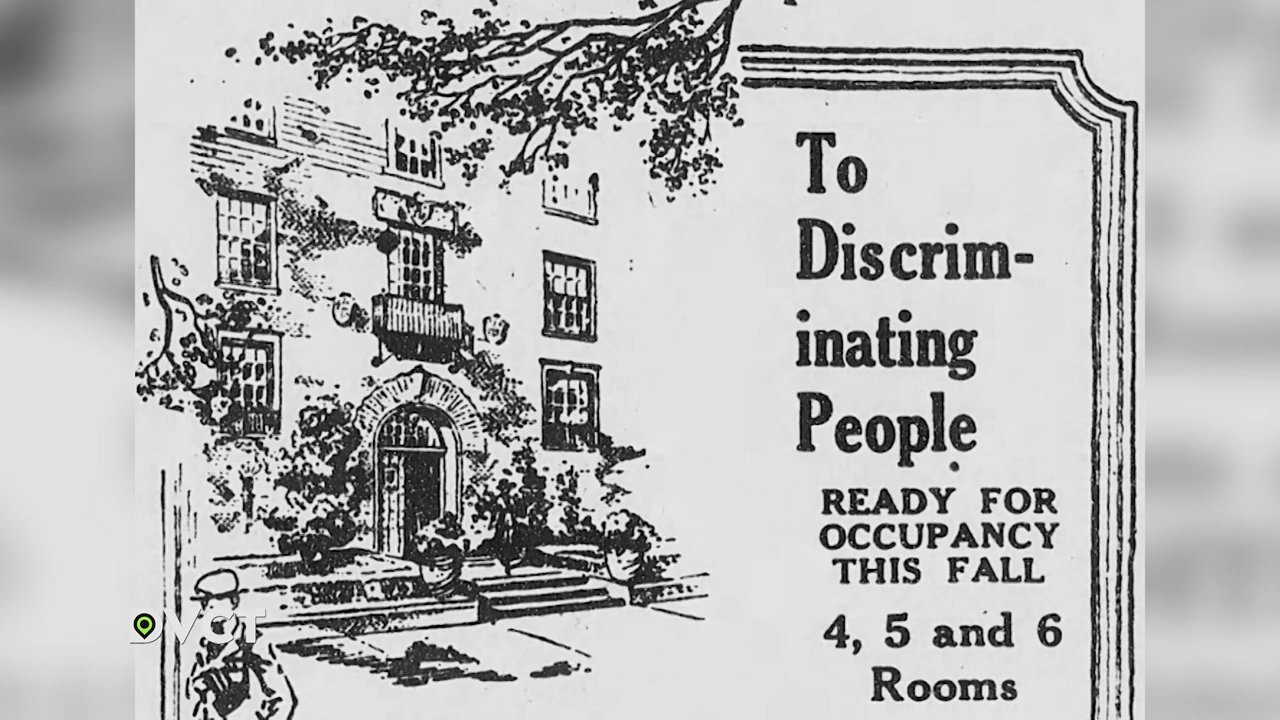 To
Discrim-
inating
People
READY FOR
OCCUPANCY
THIS FALL
4, 5 and 6
Rooms